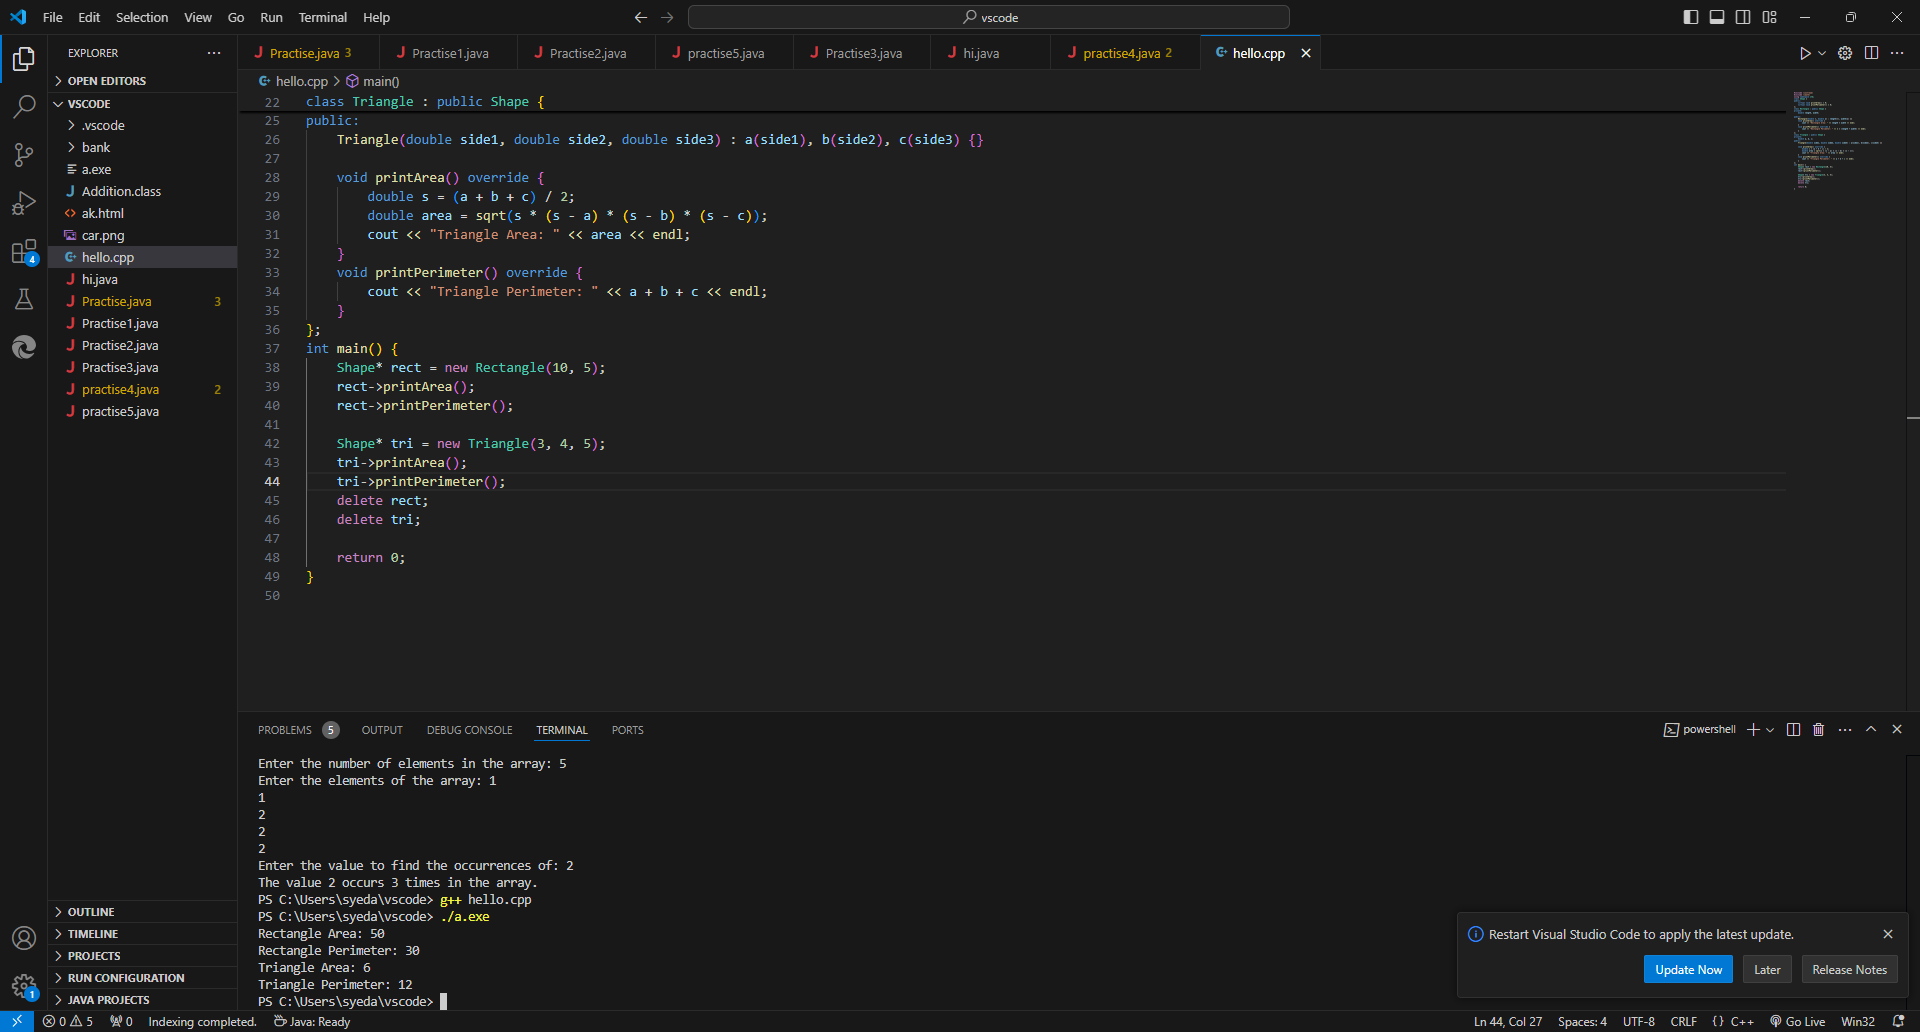 File Edit Selection View Go Run Terminal Help
vscode
EXPLORER
Practise.java 3
Practise1.java
Practise2.java
practise5.java
Practise3.java
hi.java
practise4.java 2
hello.cpp
OPEN EDITORS
VSCODE
.vscode
bank
a.exe
Addition.class
ak.html
car.png
hello.cpp
hi.java
Practise.java 3
Practise1.java
Practise2.java
Practise3.java
practise4.java 2
practise5.java
OUTLINE
TIMELINE
PROJECTS
RUN CONFIGURATION
JAVA PROJECTS
4
1
hello.cpp > main()
22 class Triangle : public Shape {
25 public:
26 Triangle(double side1, double side2, double side3) : a(side1), b(side2), c(side3) {}
27
28 void printArea() override {
29 double s = (a + b + c) / 2;
30 double area = sqrt(s * (s - a) * (s - b) * (s - c));
31 cout << "Triangle Area: " << area << endl;
32 }
33 void printPerimeter() override {
34 cout << "Triangle Perimeter: " << a + b + c << endl;
35 }
36 };
37 int main() {
38 Shape* rect = new Rectangle(10, 5);
39 rect->printArea();
40 rect->printPerimeter();
41
42 Shape* tri = new Triangle(3, 4, 5);
43 tri->printArea();
44 tri->printPerimeter();
45 delete rect;
46 delete tri;
47
48 return 0;
49 }
50
PROBLEMS 5 OUTPUT DEBUG CONSOLE TERMINAL PORTS
powershell
Enter the number of elements in the array: 5
Enter the elements of the array: 1
1
2
2
2
Enter the value to find the occurrences of: 2
The value 2 occurs 3 times in the array.
PS C:\Users\syeda\vscode> g++ hello.cpp
PS C:\Users\syeda\vscode> ./a.exe
Rectangle Area: 50
Rectangle Perimeter: 30
Triangle Area: 6
Triangle Perimeter: 12
PS C:\Users\syeda\vscode>
Restart Visual Studio Code to apply the latest update.
Update Now Later Release Notes
0 5 0 Indexing completed. Java: Ready
Ln 44, Col 27 Spaces: 4 UTF-8 CRLF {} C++ Go Live Win32